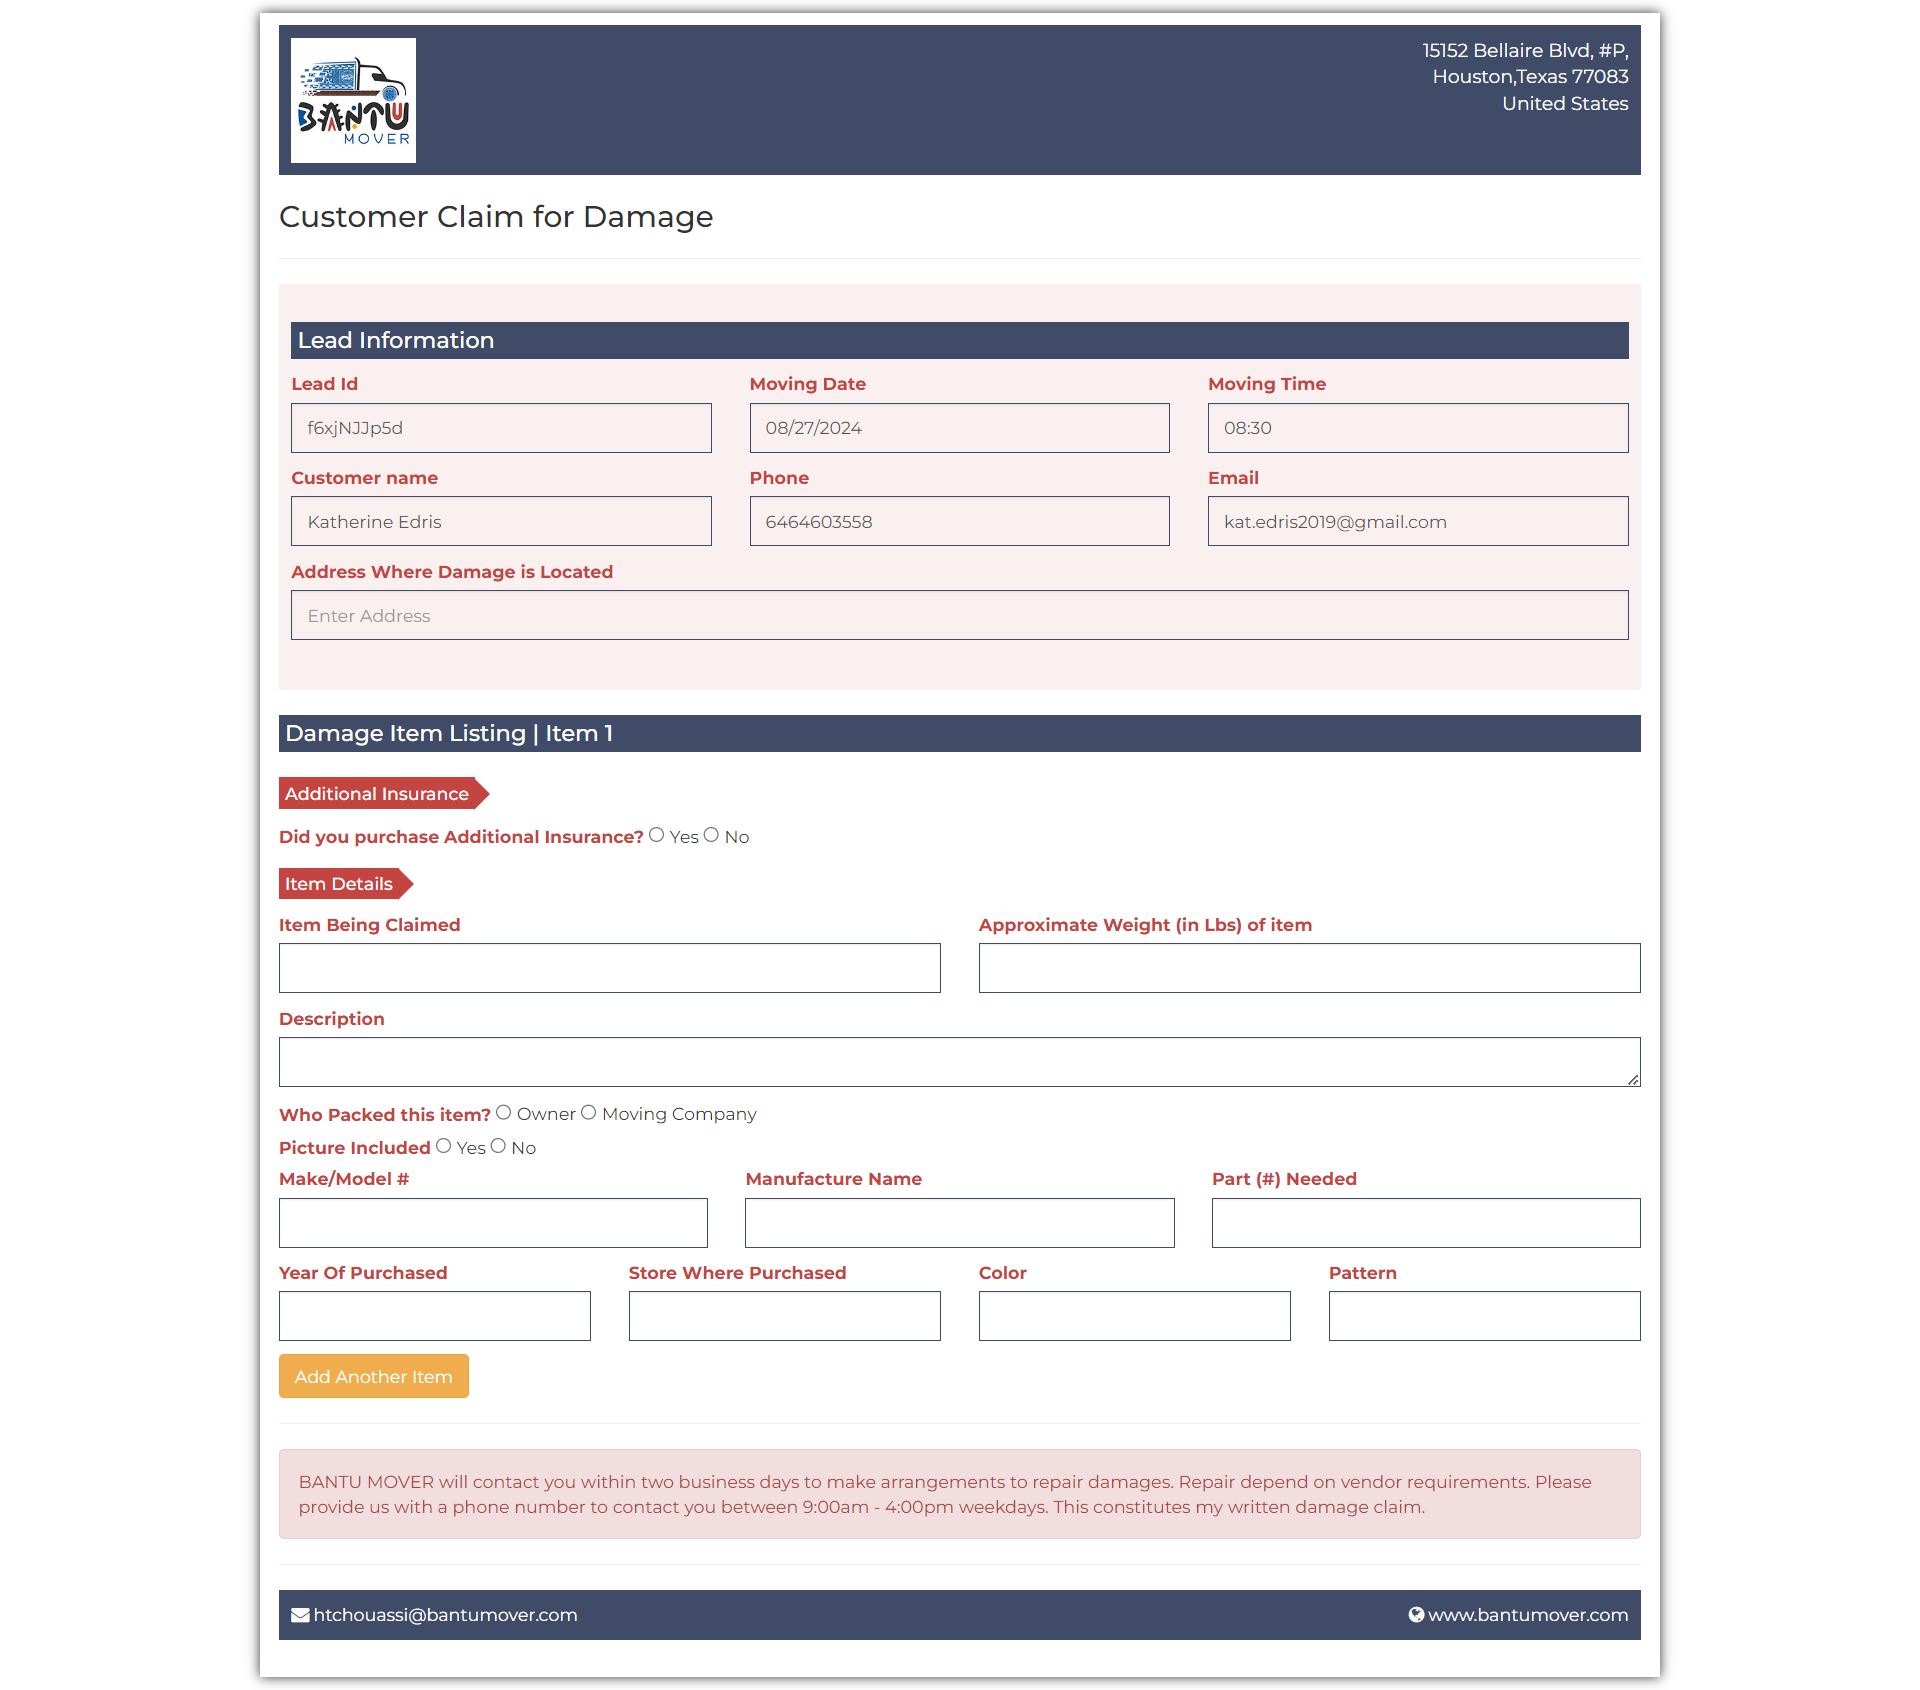 BANTU
MOVER
15152 Bellaire Blvd, #P,
Houston,Texas 77083
United States
Customer Claim for Damage
Lead Information
Lead Id Moving Date Moving Time
f6xjNJJp5d 08/27/2024 08:30
Customer name Phone Email
Katherine Edris 6464603558 kat.edris2019@gmail.com
Address Where Damage is Located
Enter Address
Damage Item Listing | Item 1
Additional Insurance
Did you purchase Additional Insurance? Yes No
Item Details
Item Being Claimed Approximate Weight (in Lbs) of item
Description
Who Packed this item? Owner Moving Company
Picture Included Yes No
Make/Model # Manufacture Name Part (#) Needed
Year Of Purchased Store Where Purchased Color Pattern
Add Another Item
BANTU MOVER will contact you within two business days to make arrangements to repair damages. Repair depend on vendor requirements. Please
provide us with a phone number to contact you between 9:00am - 4:00pm weekdays. This constitutes my written damage claim.
htchouassi@bantumover.com www.bantumover.com